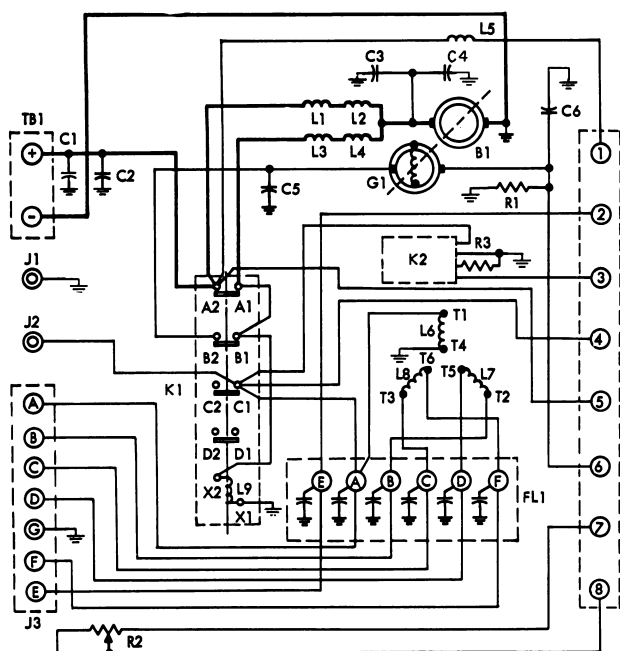 L5
C3 C4
TB1
C1
+
C2
L1 L2
L3 L4
B1
C6
G1
C5
R1
1
−
2
J1
K2
R3
3
A2 A1
T1
J2
L6
4
B2 B1
T4
T6
T5
K1
L8
L7
C2 C1
T3
T2
5
A
B
D2 D1
C
E
A
B
C
D
F
6
X2
L9
X1
FL1
D
G
7
F
E
8
J3
R2